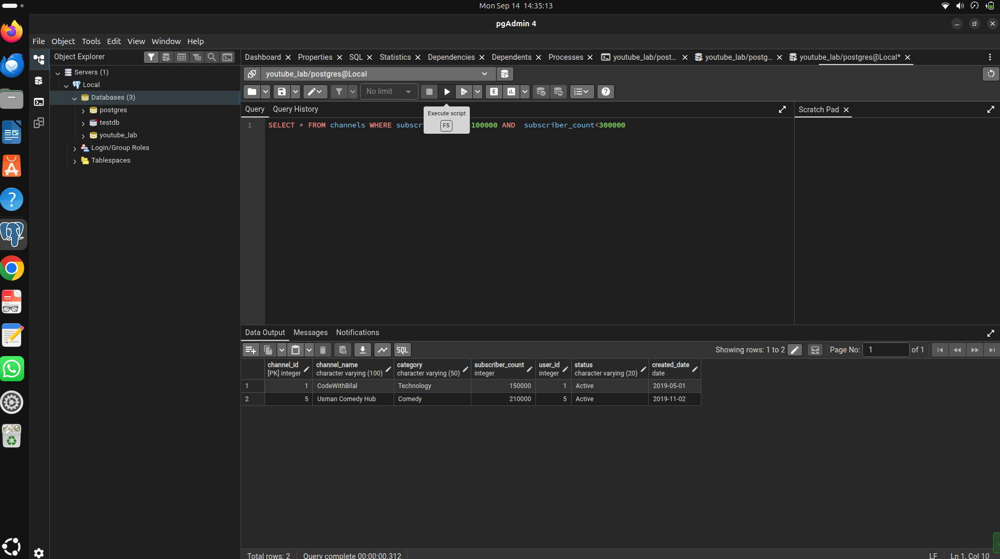 Mon Sep 14 14:35:13
pgAdmin 4
File Object Tools Edit View Window Help
Object Explorer
Dashboard Properties SQL Statistics Dependencies Dependents Processes youtube_lab/post... youtube_lab/postg... youtube_lab/postgres@Local*
Servers (1)
Local
Databases (3)
postgres
testdb
youtube_lab
Login/Group Roles
Tablespaces
youtube_lab/postgres@Local
No limit
E
Query Query History
Scratch Pad
Execute script
F5
1 SELECT * FROM channels WHERE subscr 100000 AND subscriber_count<300000
Data Output Messages Notifications
SQL
Showing rows: 1 to 2 Page No: 1 of 1
channel_id channel_name category subscriber_count user_id status created_date
[PK] integer character varying (100) character varying (50) integer integer character varying (20) date
1 1 CodeWithBilal Technology 150000 1 Active 2019-05-01
2 5 Usman Comedy Hub Comedy 210000 5 Active 2019-11-02
Total rows: 2 Query complete 00:00:00.312 LF Ln 1, Col 10